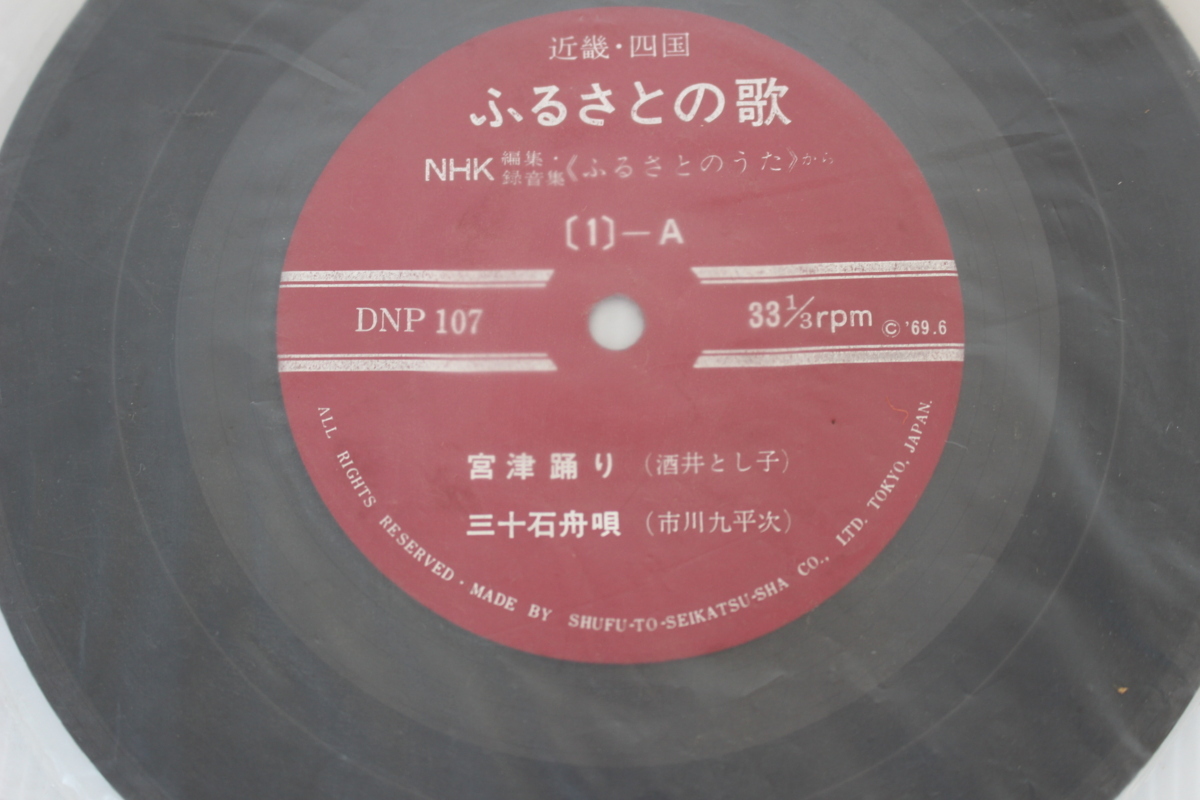 近畿・四国
ふるさとの歌
NHK 編集・録音集《ふるさとのうた》から
〔1〕－A
DNP 107
33 1/3 rpm © '69.6
宮津踊り （酒井とし子）
三十石舟唄 （市川九平次）
ALL RIGHTS RESERVED · MADE BY SHUFU-TO-SEIKATSU-SHA CO., LTD. TOKYO. JAPAN.